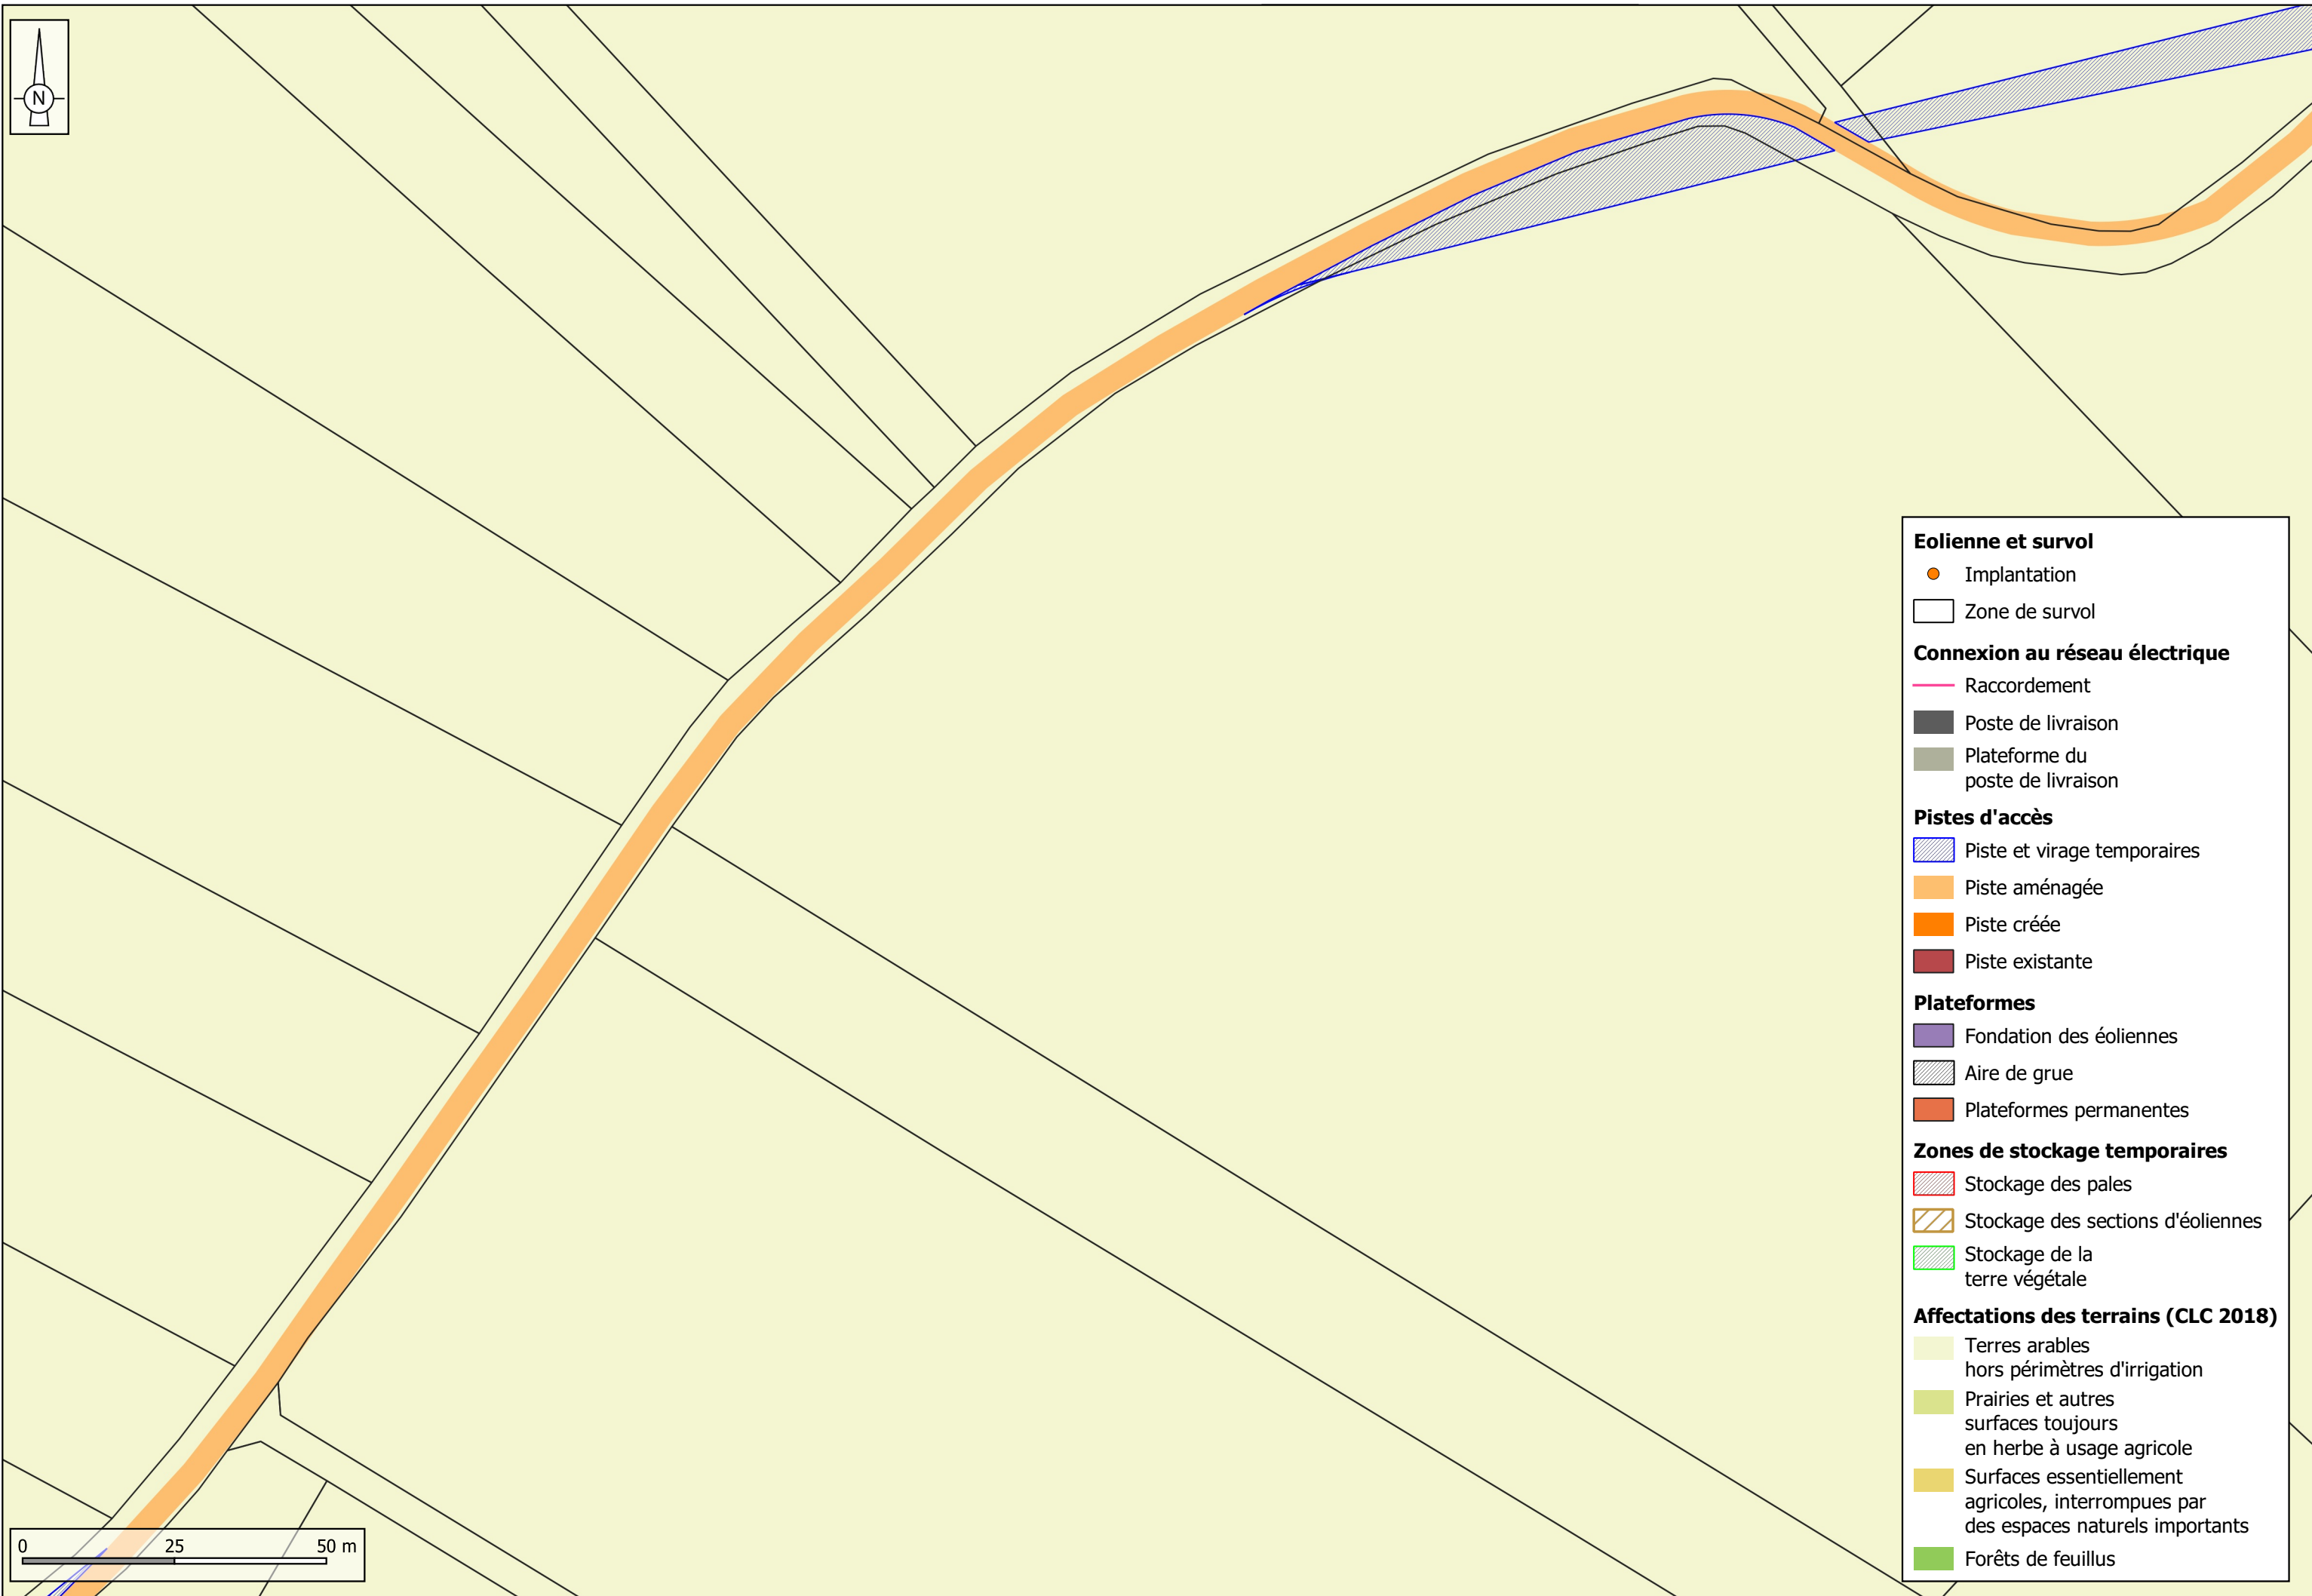 N
Eolienne et survol
Implantation
Zone de survol
Connexion au réseau électrique
Raccordement
Poste de livraison
Plateforme du
poste de livraison
Pistes d'accès
Piste et virage temporaires
Piste aménagée
Piste créée
Piste existante
Plateformes
Fondation des éoliennes
Aire de grue
Plateformes permanentes
Zones de stockage temporaires
Stockage des pales
Stockage des sections d'éoliennes
Stockage de la
terre végétale
Affectations des terrains (CLC 2018)
Terres arables
hors périmètres d'irrigation
Prairies et autres
surfaces toujours
en herbe à usage agricole
Surfaces essentiellement
agricoles, interrompues par
des espaces naturels importants
Forêts de feuillus
0 25 50 m